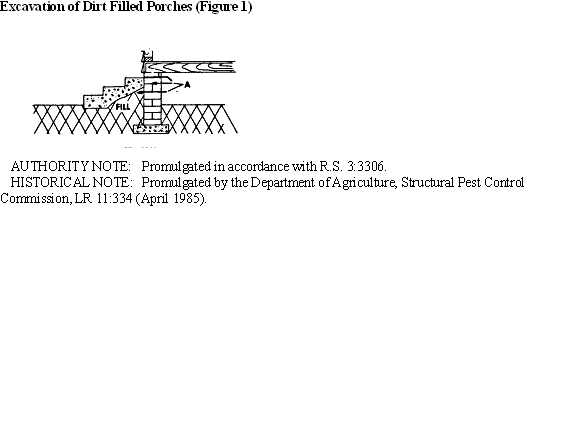 Excavation of Dirt Filled Porches (Figure 1)
A
FILL
AUTHORITY NOTE: Promulgated in accordance with R.S. 3:3306.
HISTORICAL NOTE: Promulgated by the Department of Agriculture, Structural Pest Control
Commission, LR 11:334 (April 1985).